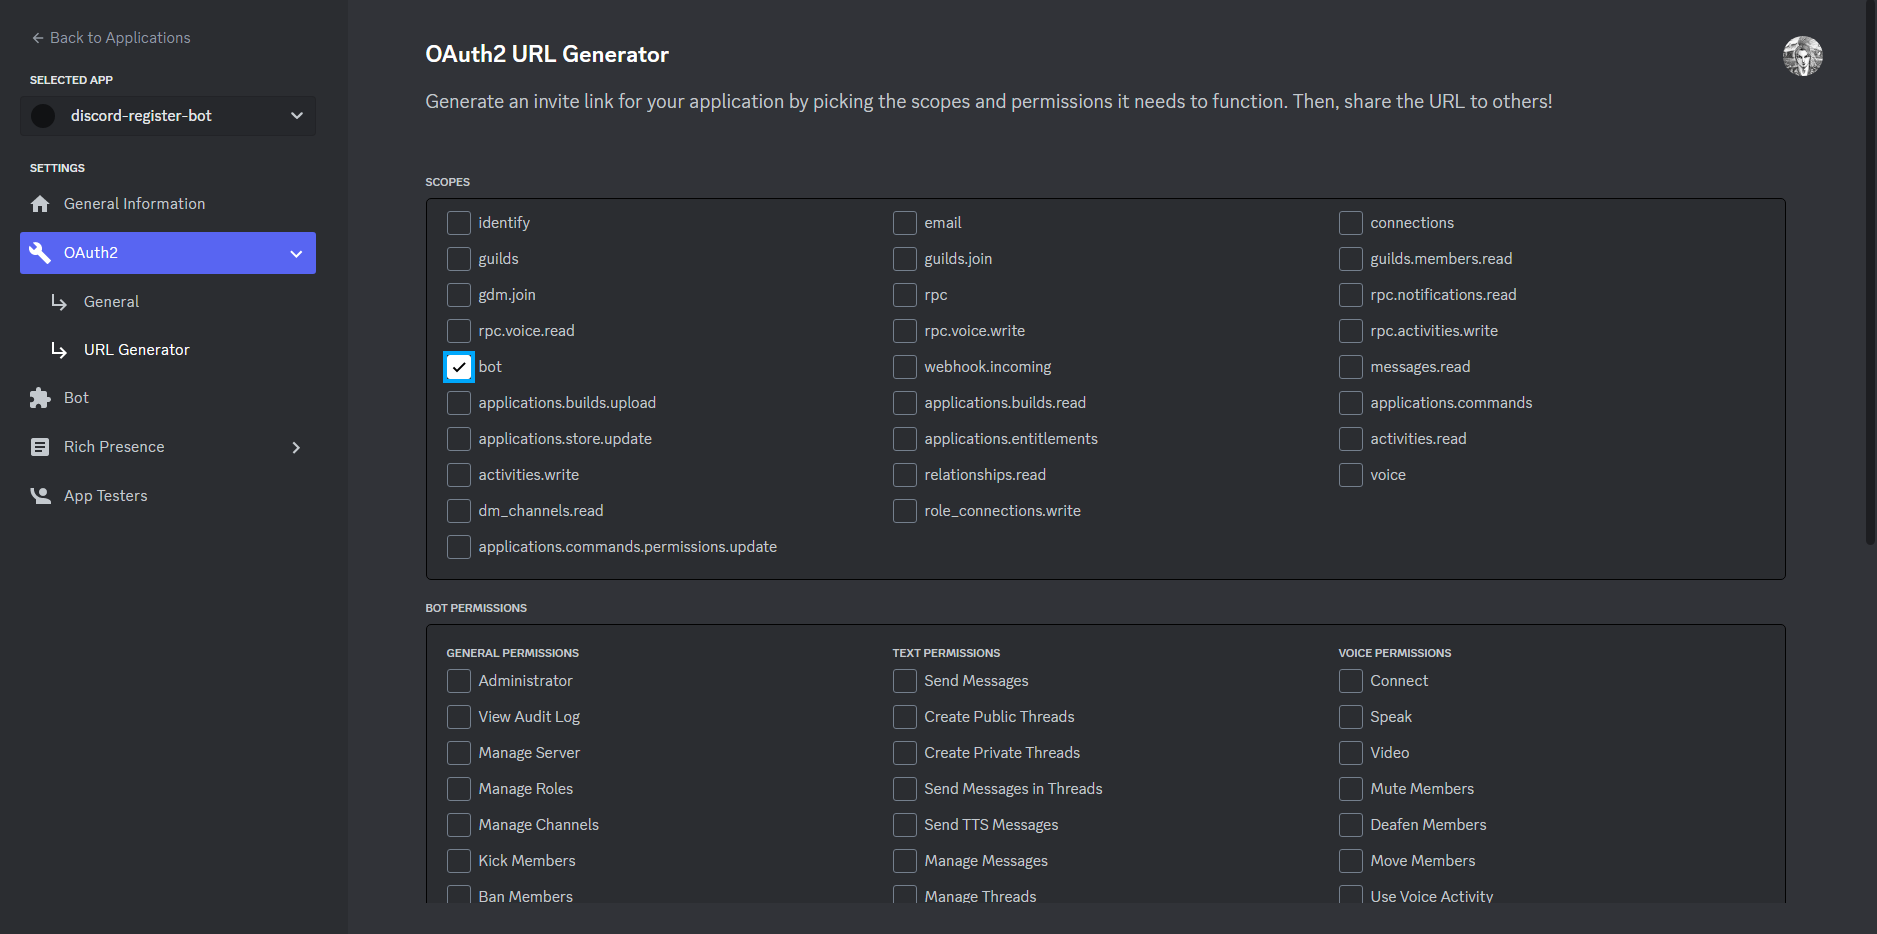 Back to Applications
SELECTED APP
discord-register-bot
SETTINGS
General Information
OAuth2
General
URL Generator
Bot
Rich Presence
App Testers
OAuth2 URL Generator
Generate an invite link for your application by picking the scopes and permissions it needs to function. Then, share the URL to others!
SCOPES
identify
email
connections
guilds
guilds.join
guilds.members.read
gdm.join
rpc
rpc.notifications.read
rpc.voice.read
rpc.voice.write
rpc.activities.write
bot
webhook.incoming
messages.read
applications.builds.upload
applications.builds.read
applications.commands
applications.store.update
applications.entitlements
activities.read
activities.write
relationships.read
voice
dm_channels.read
role_connections.write
applications.commands.permissions.update
BOT PERMISSIONS
GENERAL PERMISSIONS
Administrator
View Audit Log
Manage Server
Manage Roles
Manage Channels
Kick Members
Ban Members
TEXT PERMISSIONS
Send Messages
Create Public Threads
Create Private Threads
Send Messages in Threads
Send TTS Messages
Manage Messages
Manage Threads
VOICE PERMISSIONS
Connect
Speak
Video
Mute Members
Deafen Members
Move Members
Use Voice Activity